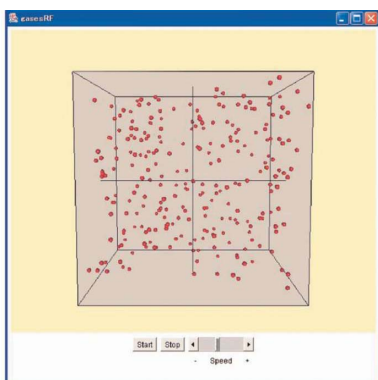 gasesRF
Start Stop
- Speed +